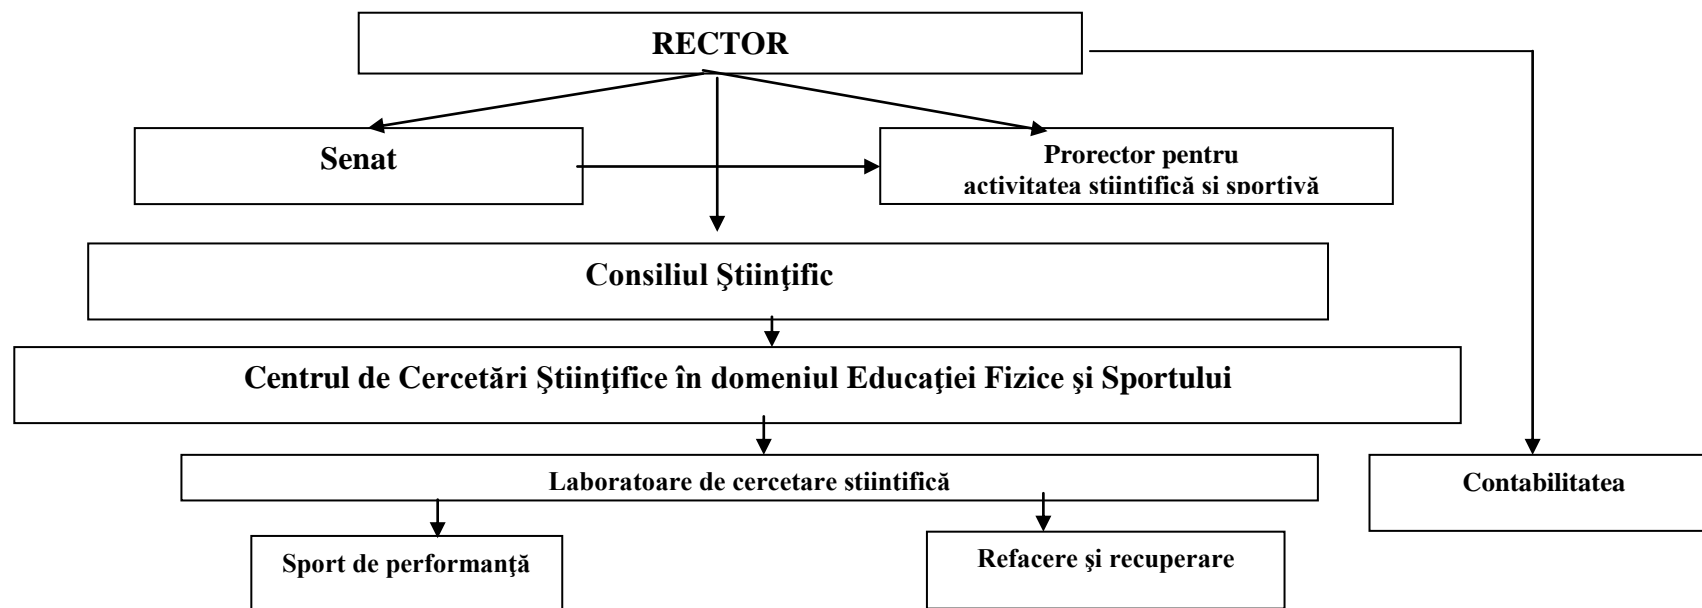 RECTOR
Senat
Prorector pentru
activitatea stiintifică si sportivă
Consiliul Ştiinţific
Centrul de Cercetări Ştiinţifice în domeniul Educaţiei Fizice şi Sportului
Laboratoare de cercetare stiintifică
Contabilitatea
Sport de performanţă
Refacere şi recuperare